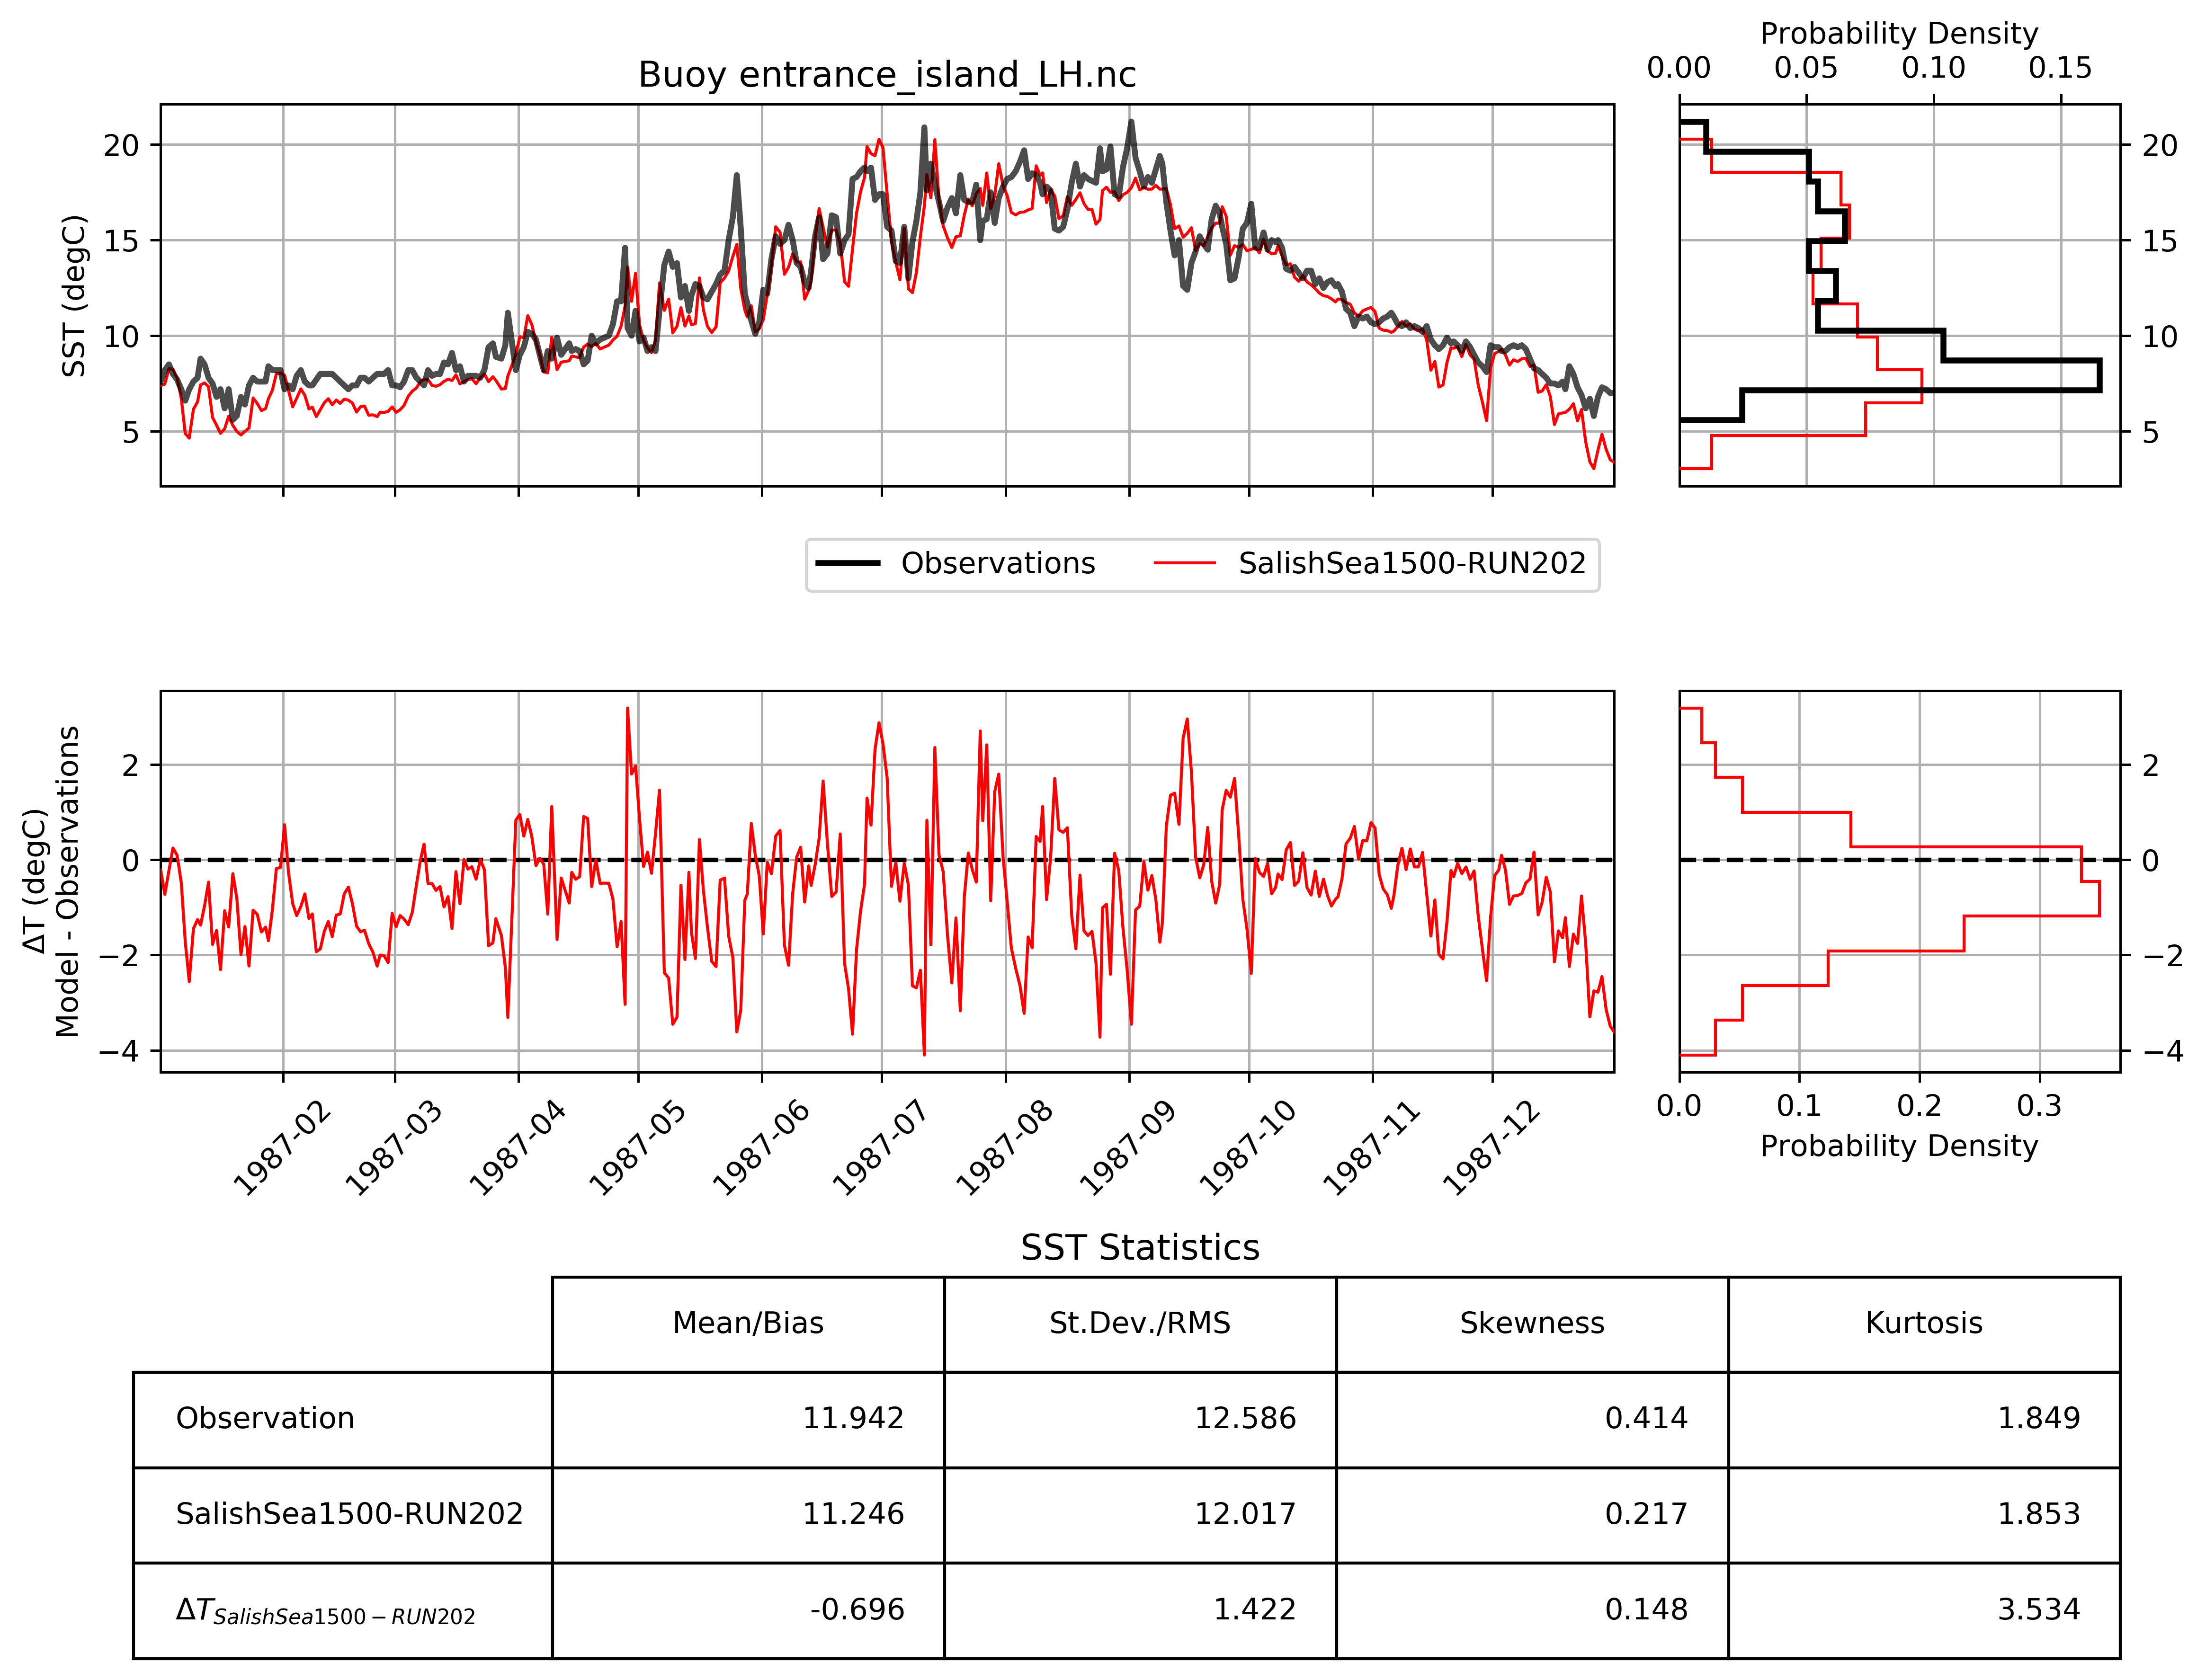 Probability Density
0.00 0.05 0.10 0.15
Buoy entrance_island_LH.nc
SST (degC)
20
15
10
5
20
15
10
5
Observations SalishSea1500-RUN202
ΔT (degC)
Model - Observations
2
0
−2
−4
2
0
−2
−4
0.0 0.1 0.2 0.3
Probability Density
1987-02 1987-03 1987-04 1987-05 1987-06 1987-07 1987-08 1987-09 1987-10 1987-11 1987-12
SST Statistics
Mean/Bias St.Dev./RMS Skewness Kurtosis
Observation 11.942 12.586 0.414 1.849
SalishSea1500-RUN202 11.246 12.017 0.217 1.853
ΔT SalishSea1500−RUN202 -0.696 1.422 0.148 3.534